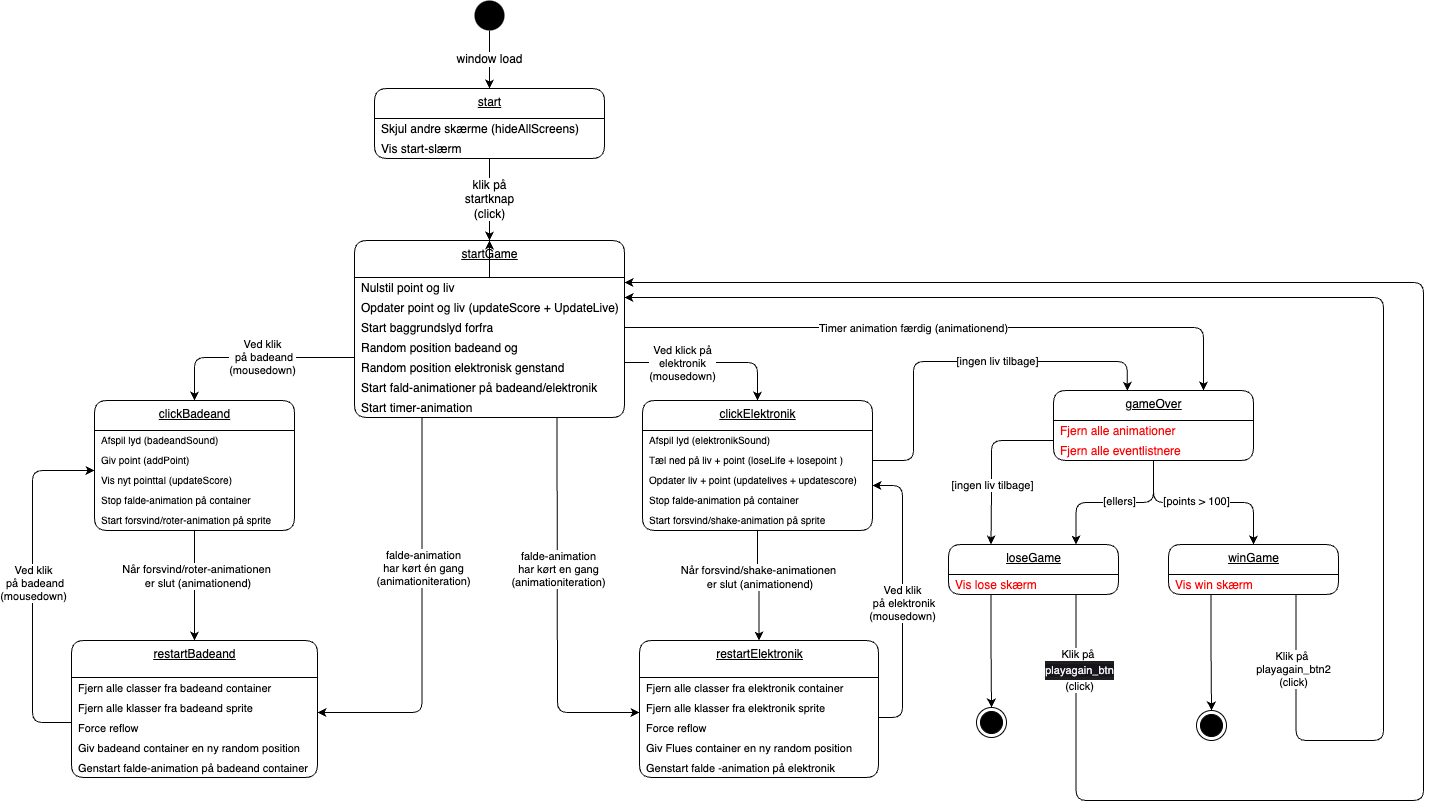 window load
start
Skjul andre skærme (hideAllScreens)
Vis start-slærm
klik på
startknap
(click)
startGame
Nulstil point og liv
Opdater point og liv (updateScore + UpdateLive)
Start baggrundslyd forfra
Random position badeand og
Random position elektronisk genstand
Start fald-animationer på badeand/elektronik
Start timer-animation
Timer animation færdig (animationend)
Ved klik
på badeand
(mousedown)
Ved klick på
elektronik
(mousedown)
[ingen liv tilbage]
clickBadeand
Afspil lyd (badeandSound)
Giv point (addPoint)
Vis nyt pointtal (updateScore)
Stop falde-animation på container
Start forsvind/roter-animation på sprite
clickElektronik
Afspil lyd (elektronikSound)
Tæl ned på liv + point (loseLife + losepoint )
Opdater liv + point (updatelives + updatescore)
Stop falde-animation på container
Start forsvind/shake-animation på sprite
gameOver
Fjern alle animationer
Fjern alle eventlistnere
[ingen liv tilbage]
[ellers]
[points > 100]
loseGame
Vis lose skærm
winGame
Vis win skærm
Ved klik
på badeand
(mousedown)
Når forsvind/roter-animationen
er slut (animationend)
falde-animation
har kørt én gang
(animationiteration)
falde-animation
har kørt en gang
(animationiteration)
Når forsvind/shake-animationen
er slut (animationend)
Ved klik
på elektronik
(mousedown)
Klik på
playagain_btn
(click)
Klik på
playagain_btn2
(click)
restartBadeand
Fjern alle classer fra badeand container
Fjern alle klasser fra badeand sprite
Force reflow
Giv badeand container en ny random position
Genstart falde-animation på badeand container
restartElektronik
Fjern alle classer fra elektronik container
Fjern alle klasser fra elektronik sprite
Force reflow
Giv Flues container en ny random position
Genstart falde -animation på elektronik